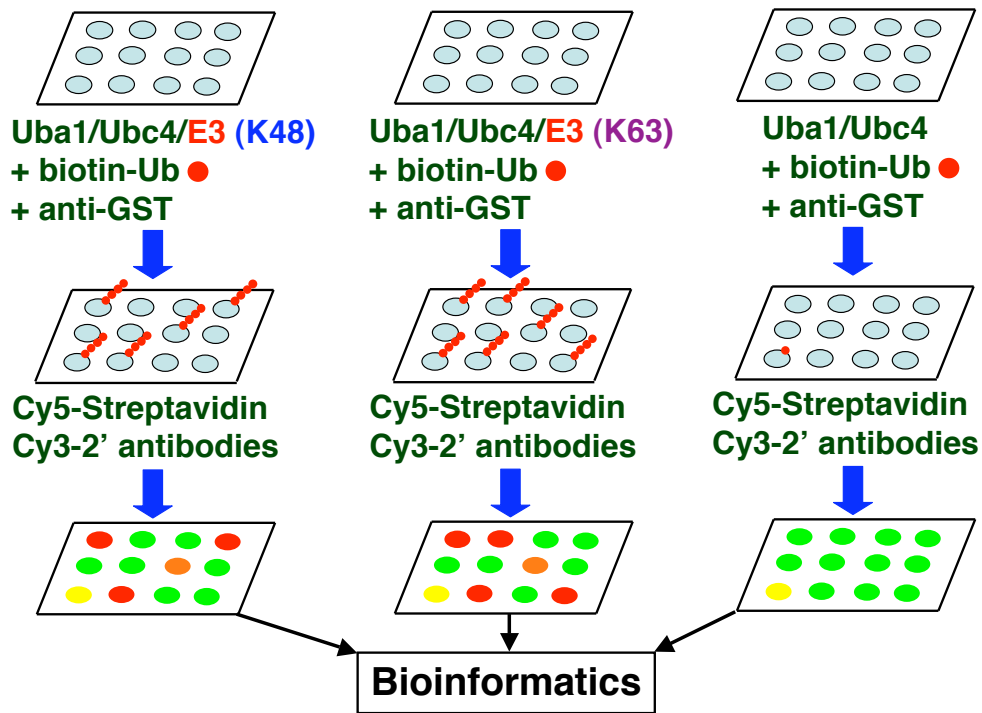 Uba1/Ubc4/E3 (K48)
+ biotin-Ub
+ anti-GST
Uba1/Ubc4/E3 (K63)
+ biotin-Ub
+ anti-GST
Uba1/Ubc4
+ biotin-Ub
+ anti-GST
Cy5-Streptavidin
Cy3-2’ antibodies
Cy5-Streptavidin
Cy3-2’ antibodies
Cy5-Streptavidin
Cy3-2’ antibodies
Bioinformatics